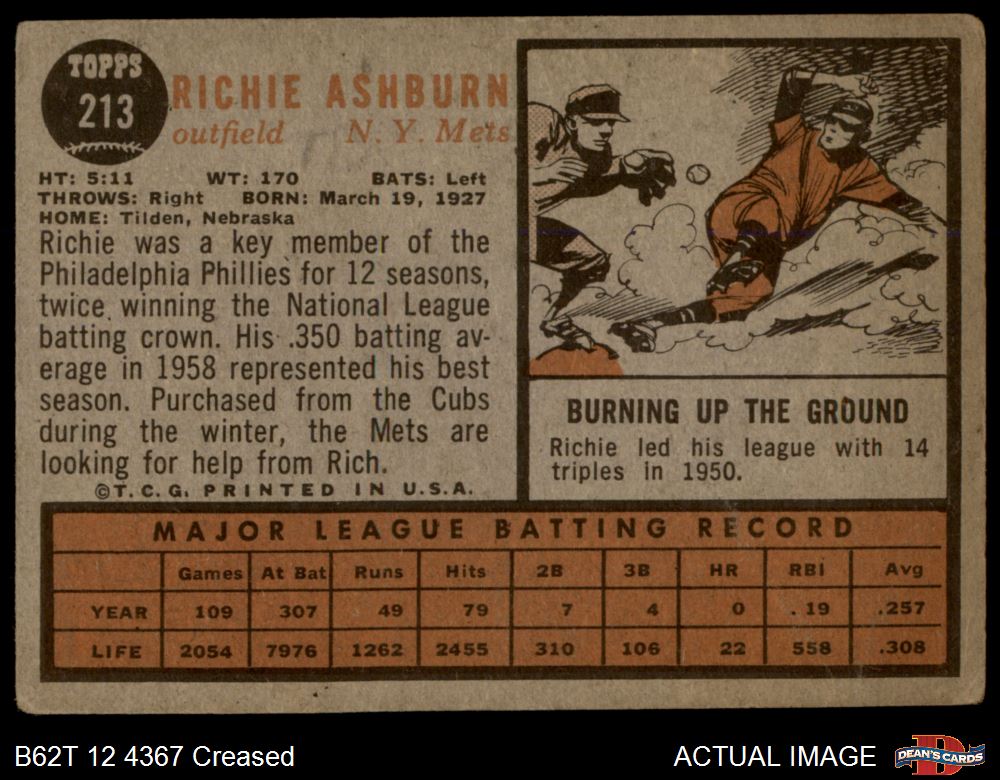 TOPPS
213
RICHIE ASHBURN
outfield N. Y. Mets
HT: 5:11 WT: 170 BATS: Left
THROWS: Right BORN: March 19, 1927
HOME: Tilden, Nebraska
Richie was a key member of the
Philadelphia Phillies for 12 seasons,
twice winning the National League
batting crown. His .350 batting av-
erage in 1958 represented his best
season. Purchased from the Cubs
during the winter, the Mets are
looking for help from Rich.
©T. C. G. PRINTED IN U.S.A.
BURNING UP THE GROUND
Richie led his league with 14
triples in 1950.
MAJOR LEAGUE BATTING RECORD
Games At Bat Runs Hits 2B 3B HR RBI Avg
YEAR 109 307 49 79 7 4 0 . 19 .257
LIFE 2054 7976 1262 2455 310 106 22 558 .308
B62T 12 4367 Creased
ACTUAL IMAGE
DEAN'S CARDS